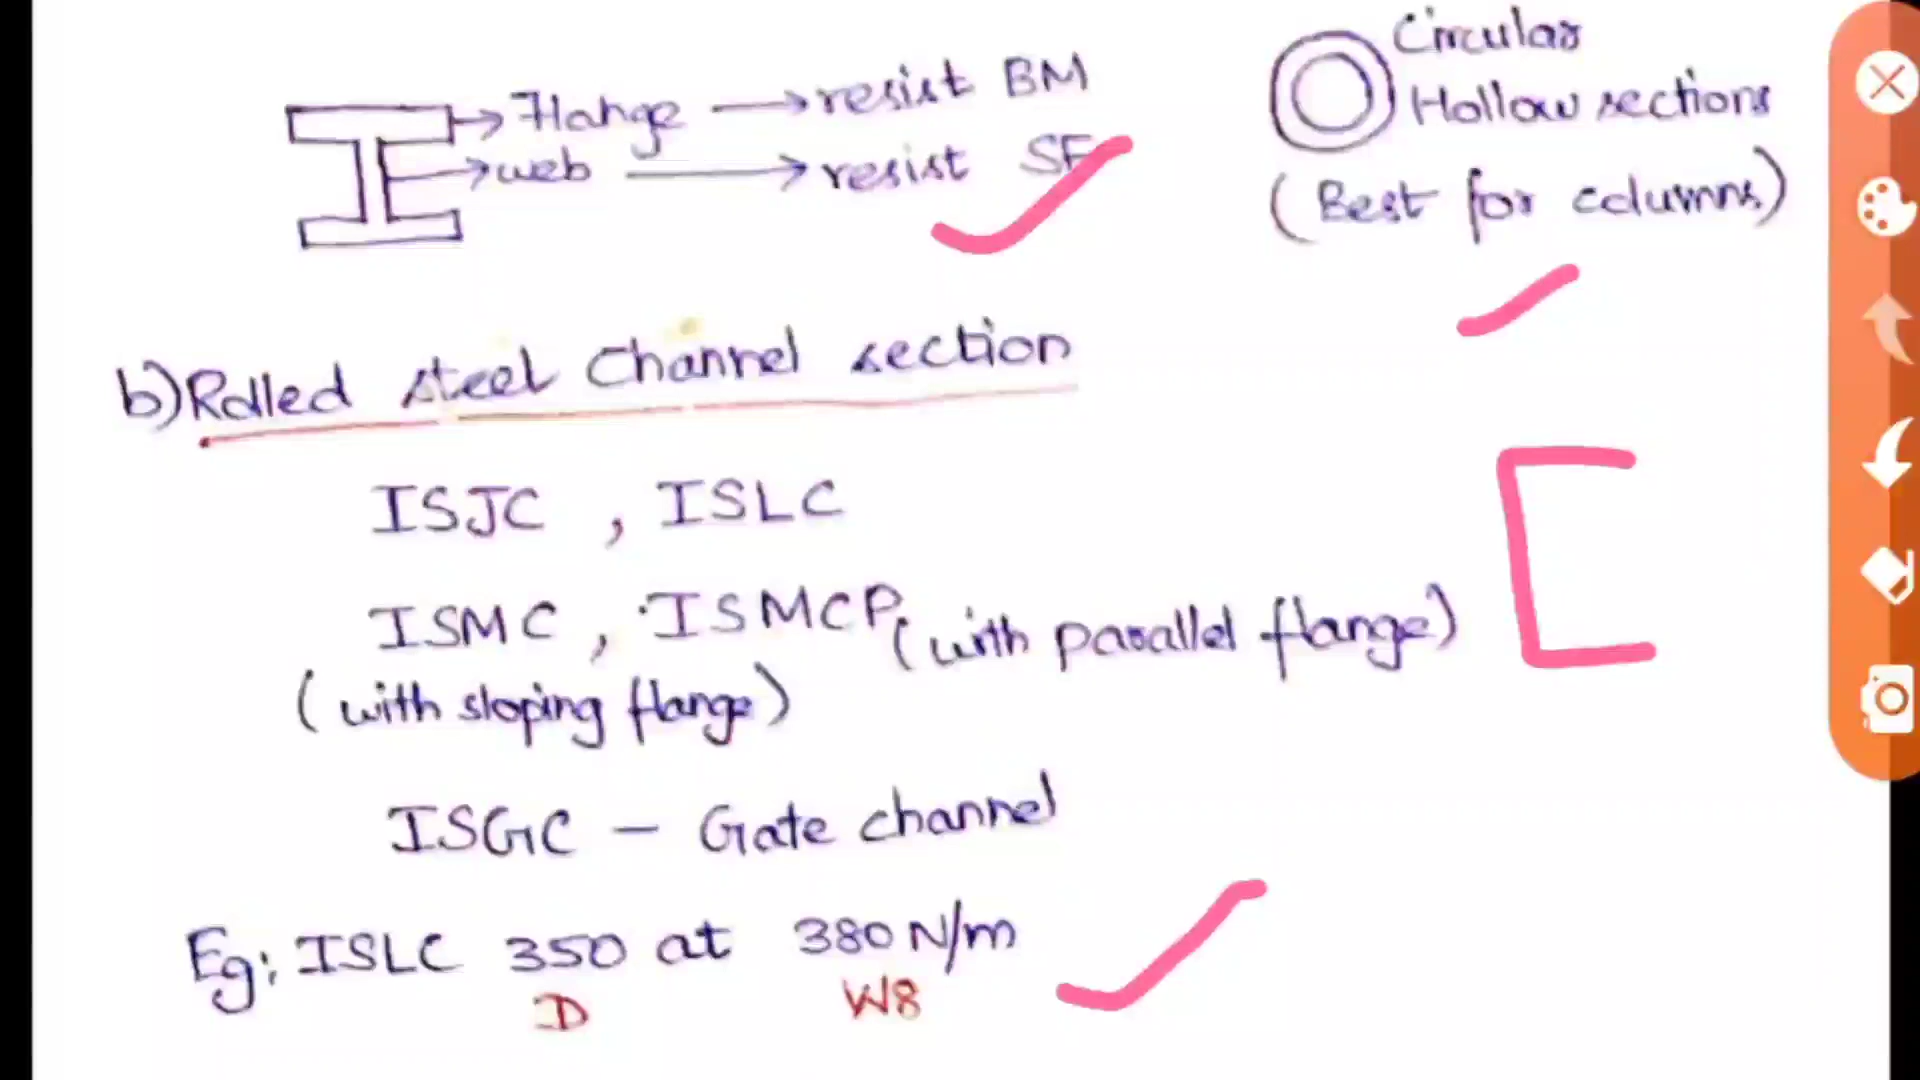 Flange → resist BM
web → resist SF
Circular
Hollow sections
(Best for columns)
b) Rolled steel Channel section
ISJC , ISLC
ISMC , ISMCP (with parallel flange)
(with sloping flange)
ISGC – Gate channel
Eg: ISLC 350 at 380 N/m
D W8